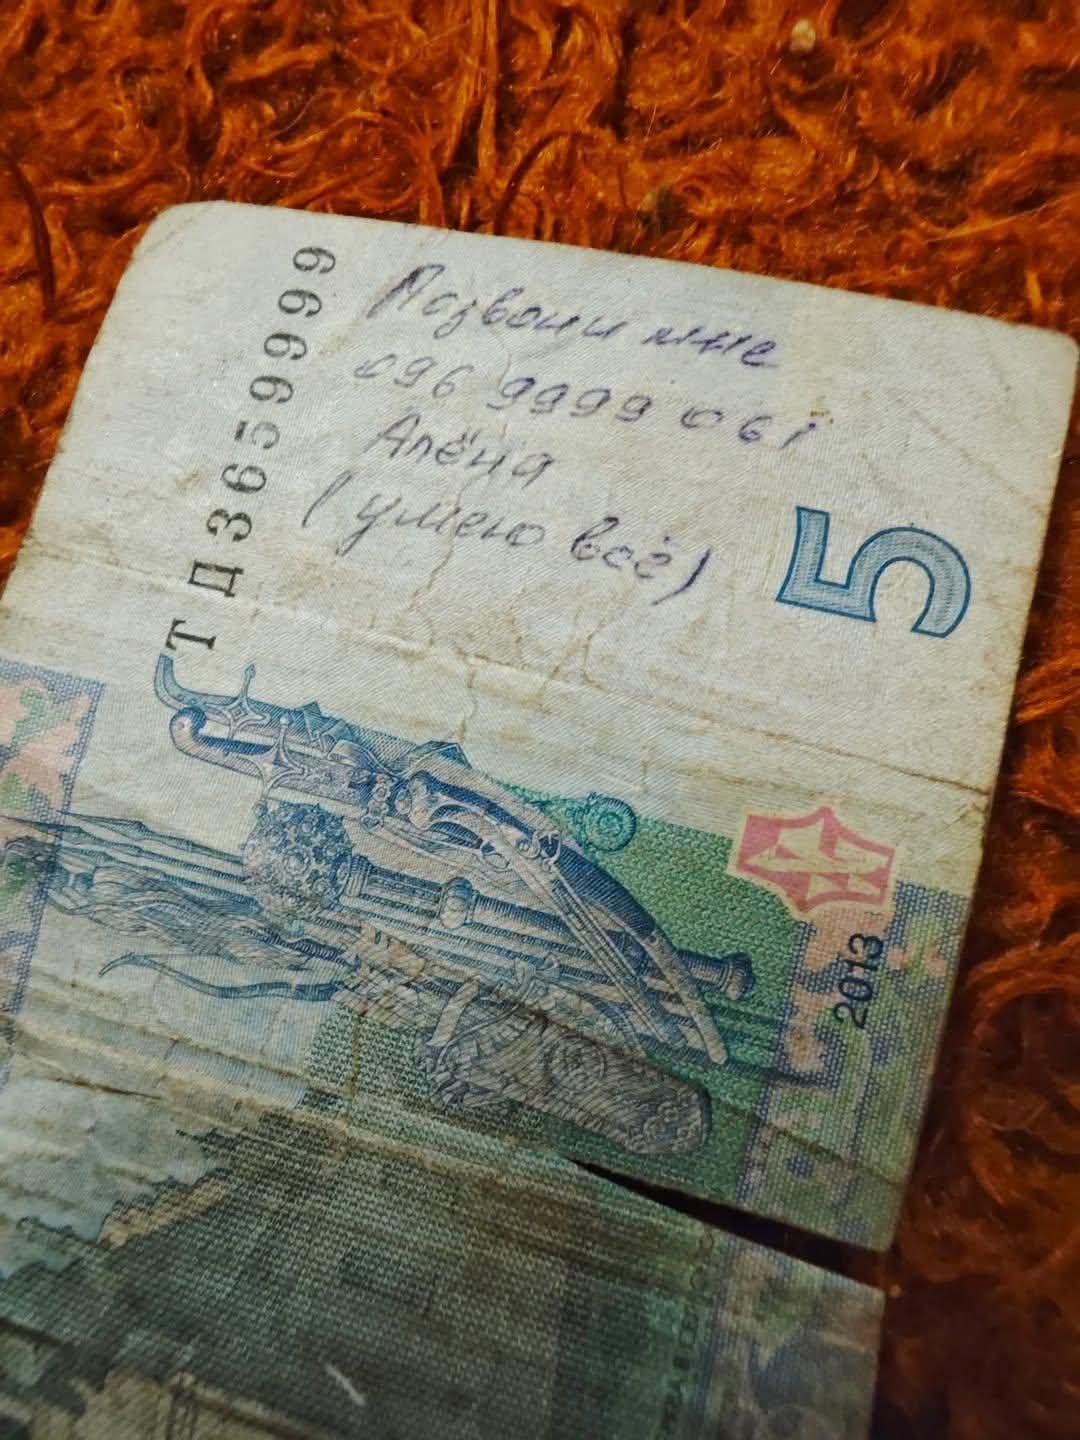 ТД3659999
Позвони мне
096 9999 061
Алёна
(умею всё)
5
2013